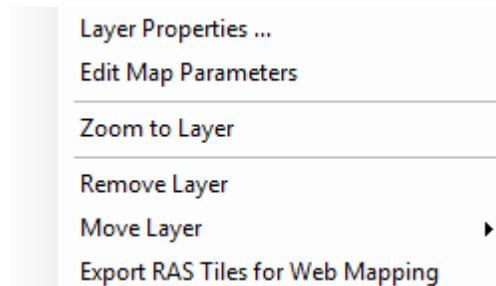 Layer Properties ...
Edit Map Parameters
Zoom to Layer
Remove Layer
Move Layer
Export RAS Tiles for Web Mapping